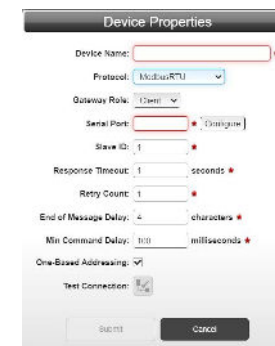 Device Properties
Device Name: *
Protocol: ModbusRTU
Gateway Role: Client
Serial Port: * Configure
Slave ID: 1 *
Response Timeout: 1 seconds *
Retry Count: 1 *
End of Message Delay: 4 characters *
Min Command Delay: 100 milliseconds *
One-Based Addressing:
Test Connection:
Submit Cancel